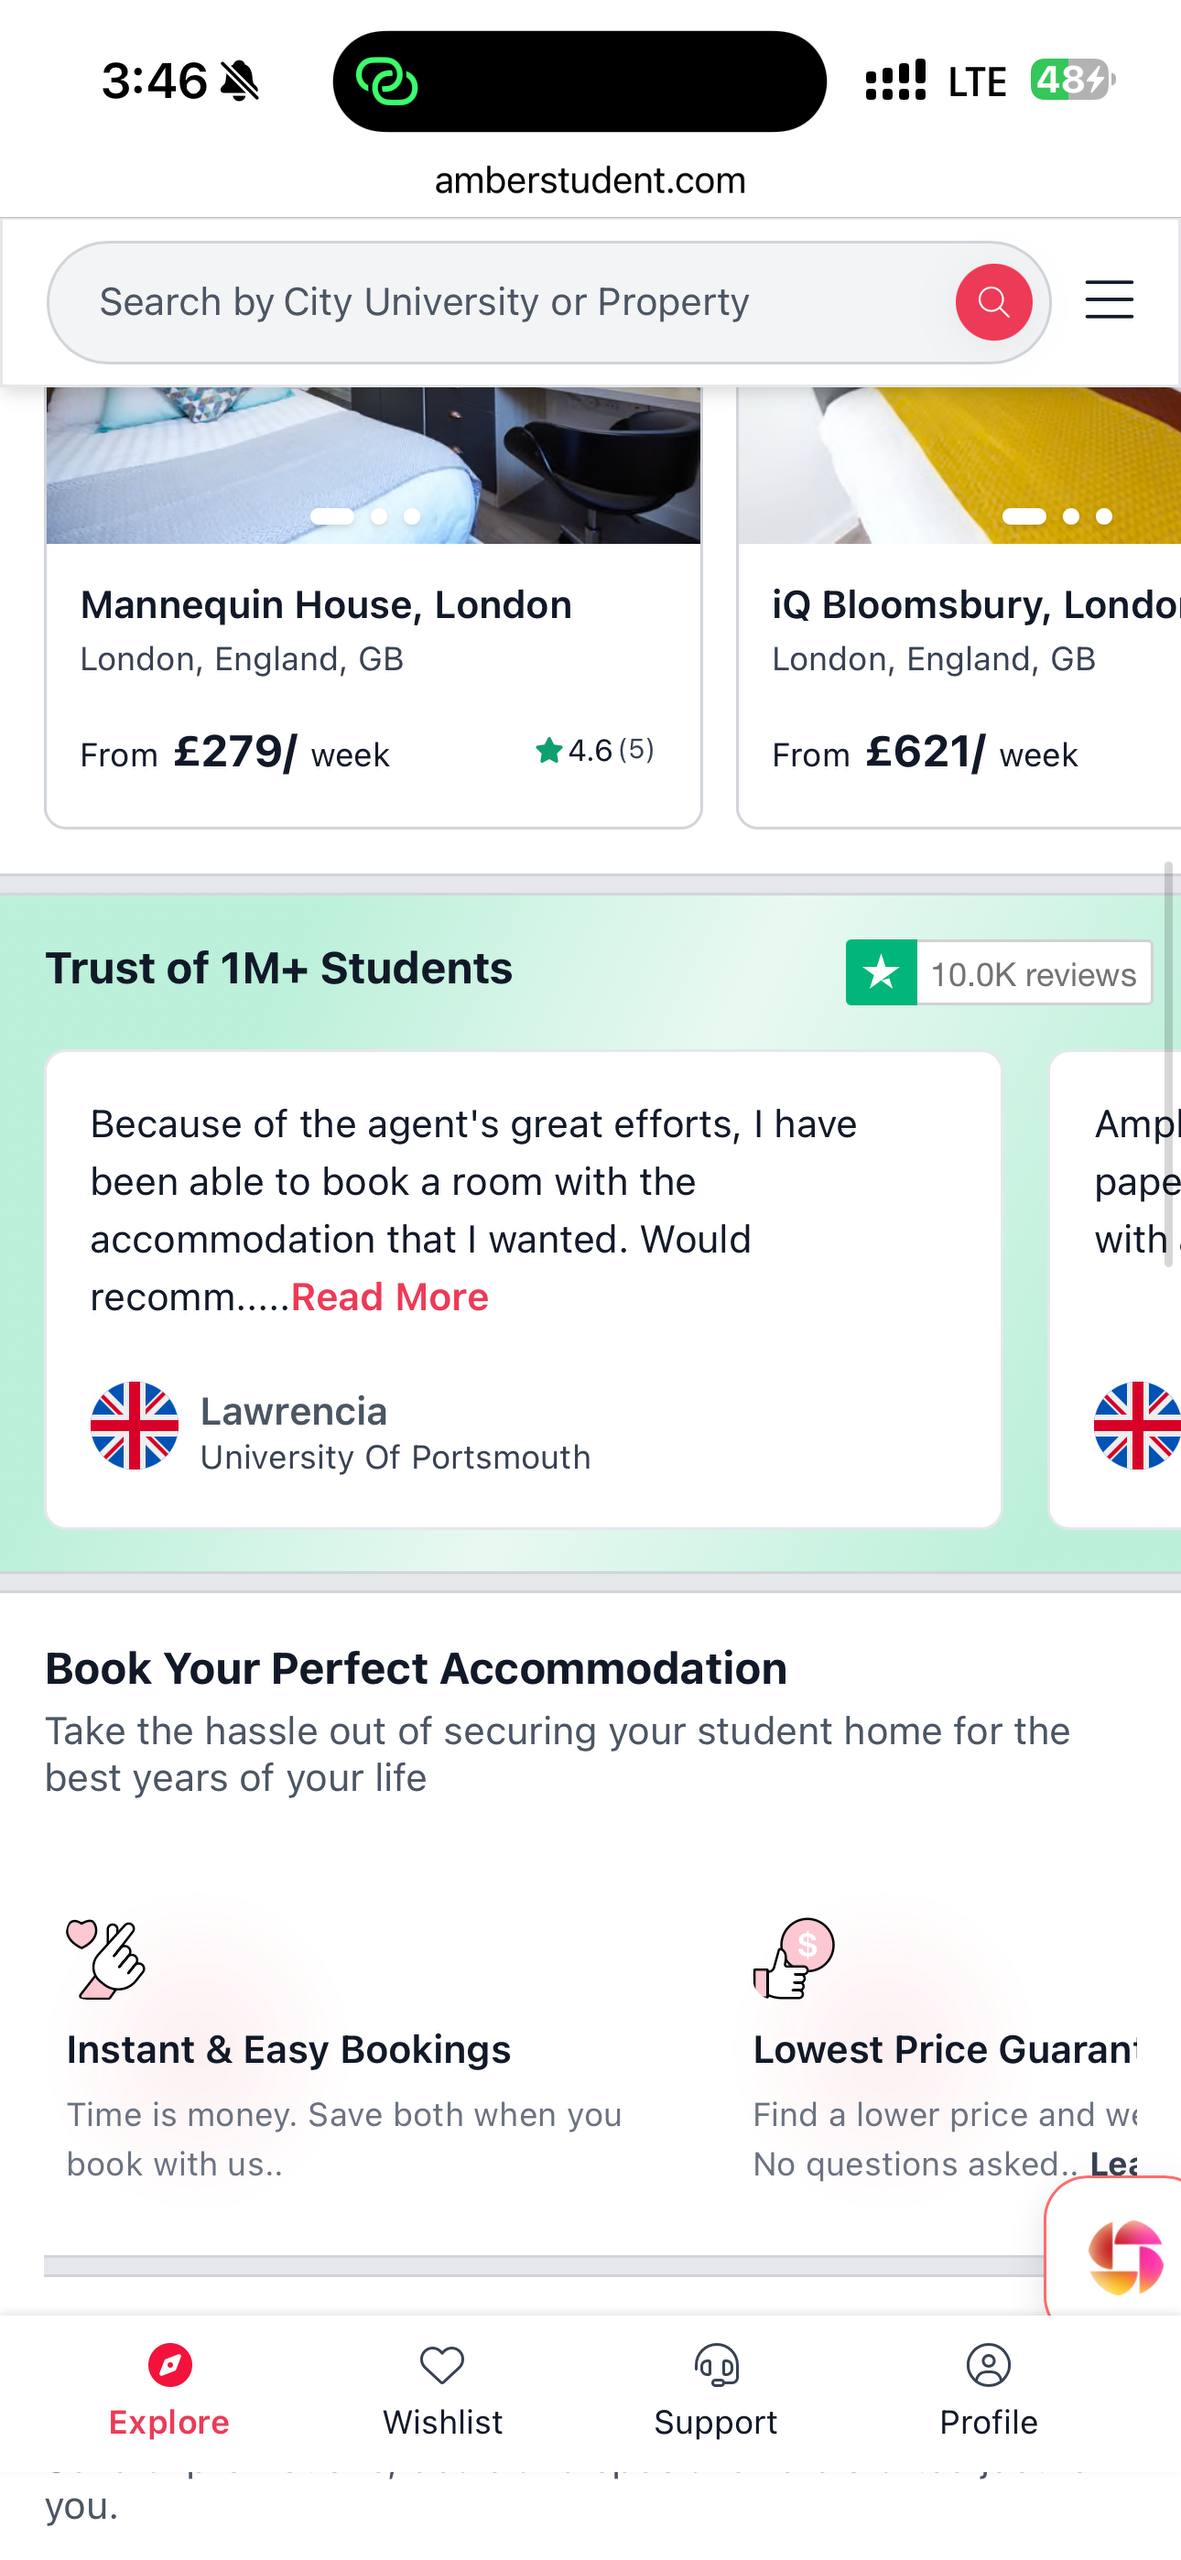 3:46
LTE
48
amberstudent.com
Search by City University or Property
Mannequin House, London
London, England, GB
From £279/ week
4.6 (5)
iQ Bloomsbury, Londo
London, England, GB
From £621/ week
Trust of 1M+ Students
10.0K reviews
Because of the agent's great efforts, I have
been able to book a room with the
accommodation that I wanted. Would
recomm.....Read More
Lawrencia
University Of Portsmouth
Ampl
pape
with
Book Your Perfect Accommodation
Take the hassle out of securing your student home for the
best years of your life
Instant & Easy Bookings
Time is money. Save both when you
book with us..
$
Lowest Price Guarant
Find a lower price and we
No questions asked.. Lea
Explore
Wishlist
Support
Profile
you.